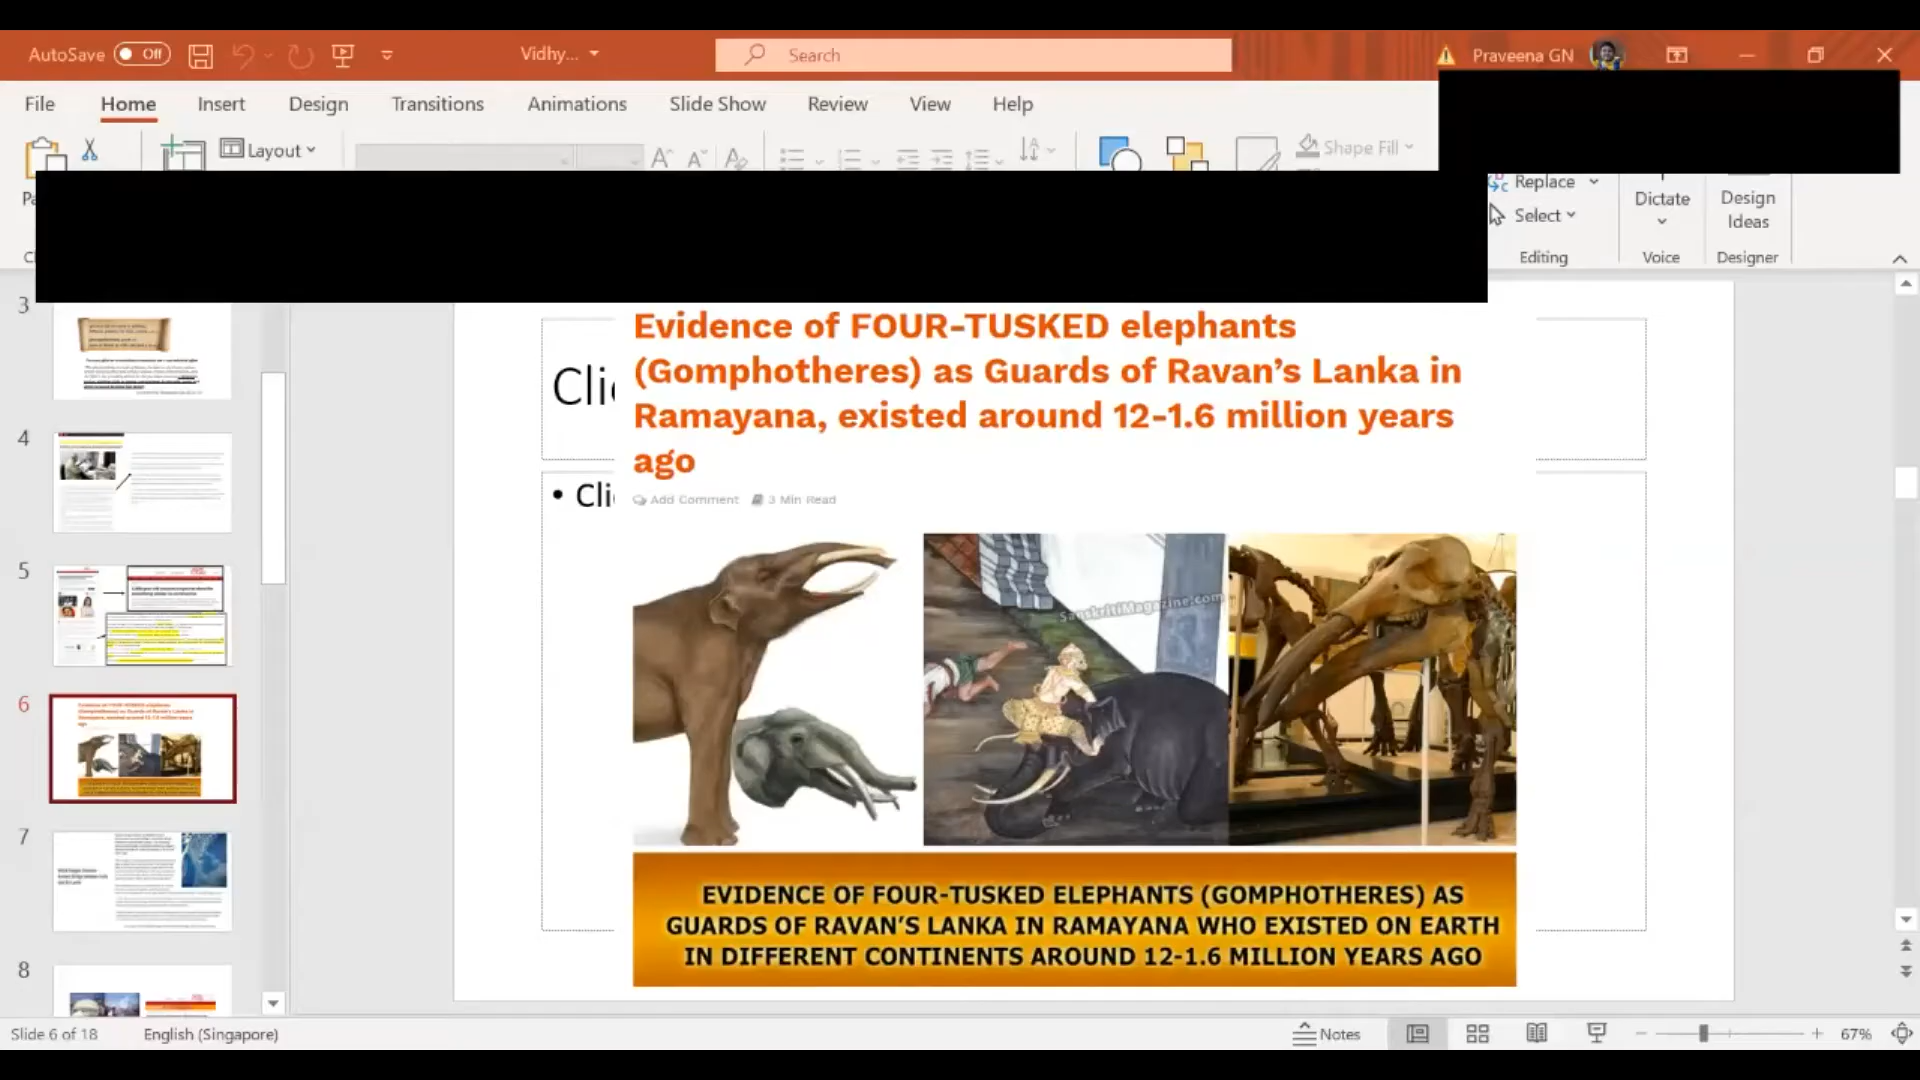 AutoSave Off Vidhy... Search Praveena GN
File Home Insert Design Transitions Animations Slide Show Review View Help
Layout Shape Fill
Replace
Select
Dictate
Design
Ideas
Editing Voice Designer
3
4
5
6
7
8
Evidence of FOUR-TUSKED elephants
(Gomphotheres) as Guards of Ravan's Lanka in
Ramayana, existed around 12-1.6 million years
ago
Add Comment 3 Min Read
SanskritiMagazine.com
EVIDENCE OF FOUR-TUSKED ELEPHANTS (GOMPHOTHERES) AS
GUARDS OF RAVAN'S LANKA IN RAMAYANA WHO EXISTED ON EARTH
IN DIFFERENT CONTINENTS AROUND 12-1.6 MILLION YEARS AGO
Slide 6 of 18 English (Singapore) Notes 67%